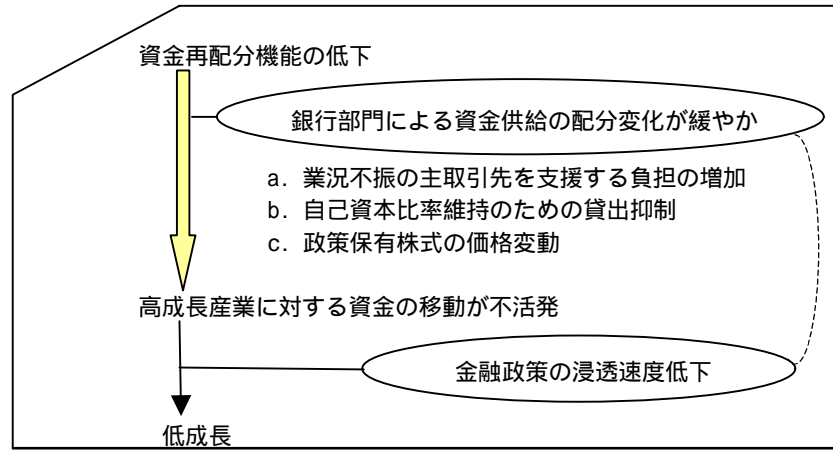 資金再配分機能の低下
銀行部門による資金供給の配分変化が緩やか
a. 業況不振の主取引先を支援する負担の増加
b. 自己資本比率維持のための貸出抑制
c. 政策保有株式の価格変動
高成長産業に対する資金の移動が不活発
金融政策の浸透速度低下
低成長